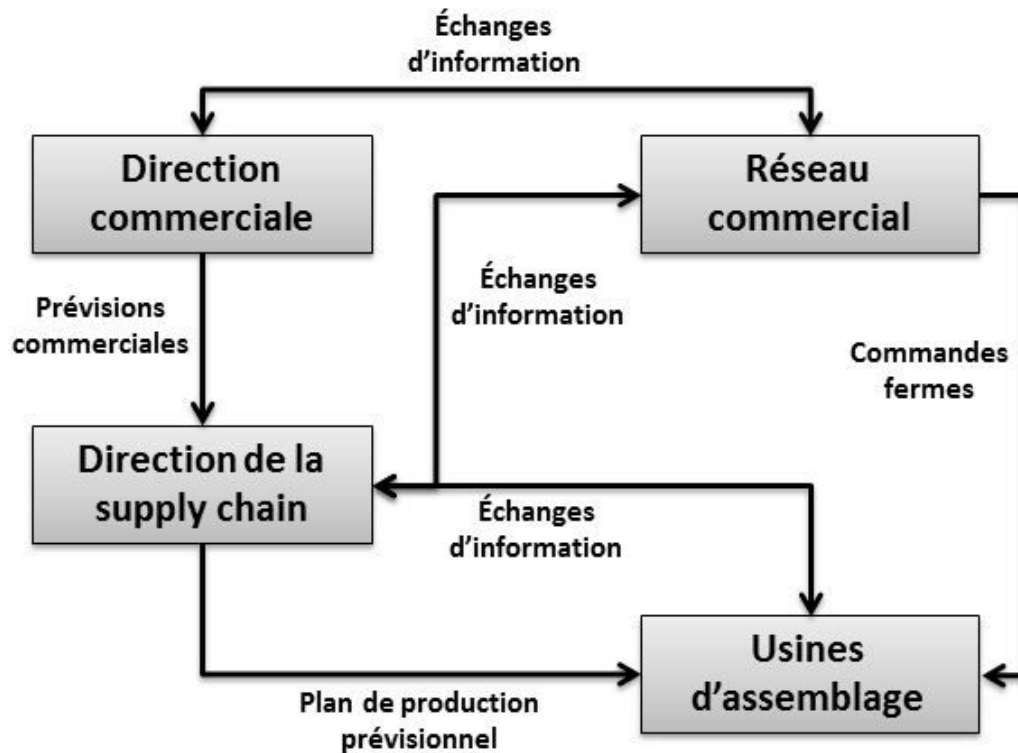 Échanges
d'information
Direction
commerciale
Réseau
commercial
Échanges
d'information
Prévisions
commerciales
Commandes
fermes
Direction de la
supply chain
Échanges
d'information
Usines
d'assemblage
Plan de production
prévisionnel